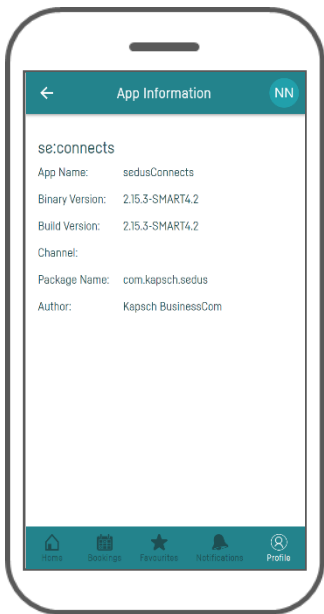 App Information
NN
se:connects
App Name: sedusConnects
Binary Version: 2.15.3-SMART4.2
Build Version: 2.15.3-SMART4.2
Channel:
Package Name: com.kapsch.sedus
Author: Kapsch BusinessCom
Home Bookings Favourites Notifications Profile